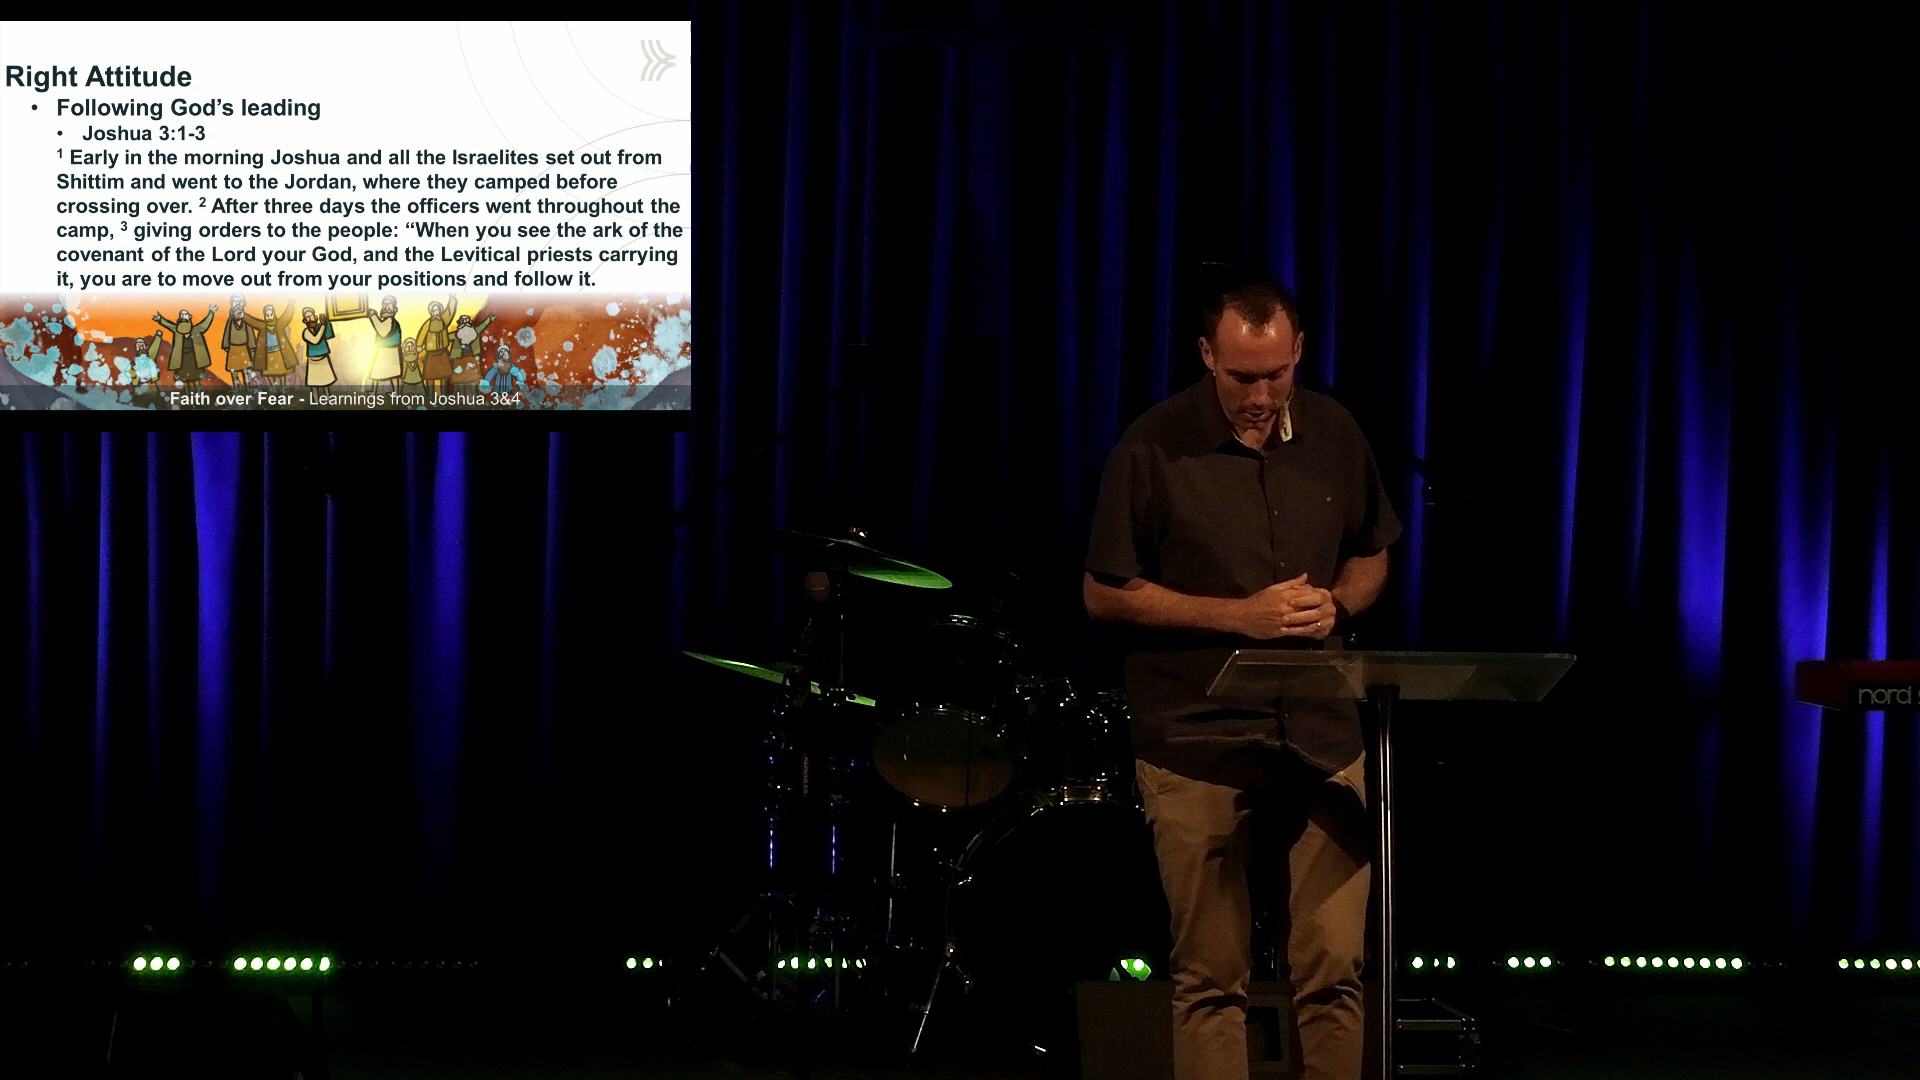 Right Attitude
• Following God’s leading
• Joshua 3:1-3
¹ Early in the morning Joshua and all the Israelites set out from
Shittim and went to the Jordan, where they camped before
crossing over. ² After three days the officers went throughout the
camp, ³ giving orders to the people: “When you see the ark of the
covenant of the Lord your God, and the Levitical priests carrying
it, you are to move out from your positions and follow it.
Faith over Fear - Learnings from Joshua 3&4
nord